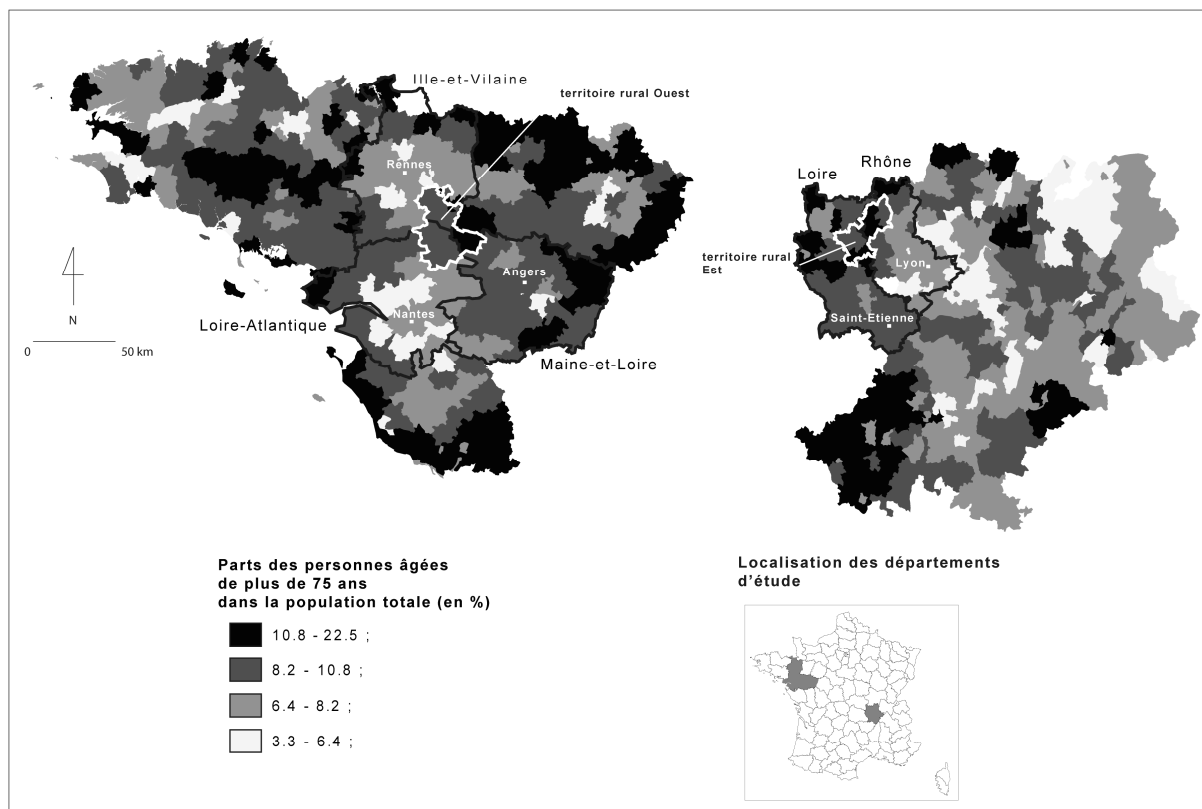 Ille-et-Vilaine
territoire rural Ouest
Rennes
Rhône
Loire
territoire rural
Est
Lyon
Angers
N
Nantes
Loire-Atlantique
Saint-Etienne
0 50 km
Maine-et-Loire
Parts des personnes âgées
de plus de 75 ans
dans la population totale (en %)
10.8 - 22.5 ;
8.2 - 10.8 ;
6.4 - 8.2 ;
3.3 - 6.4 ;
Localisation des départements
d'étude